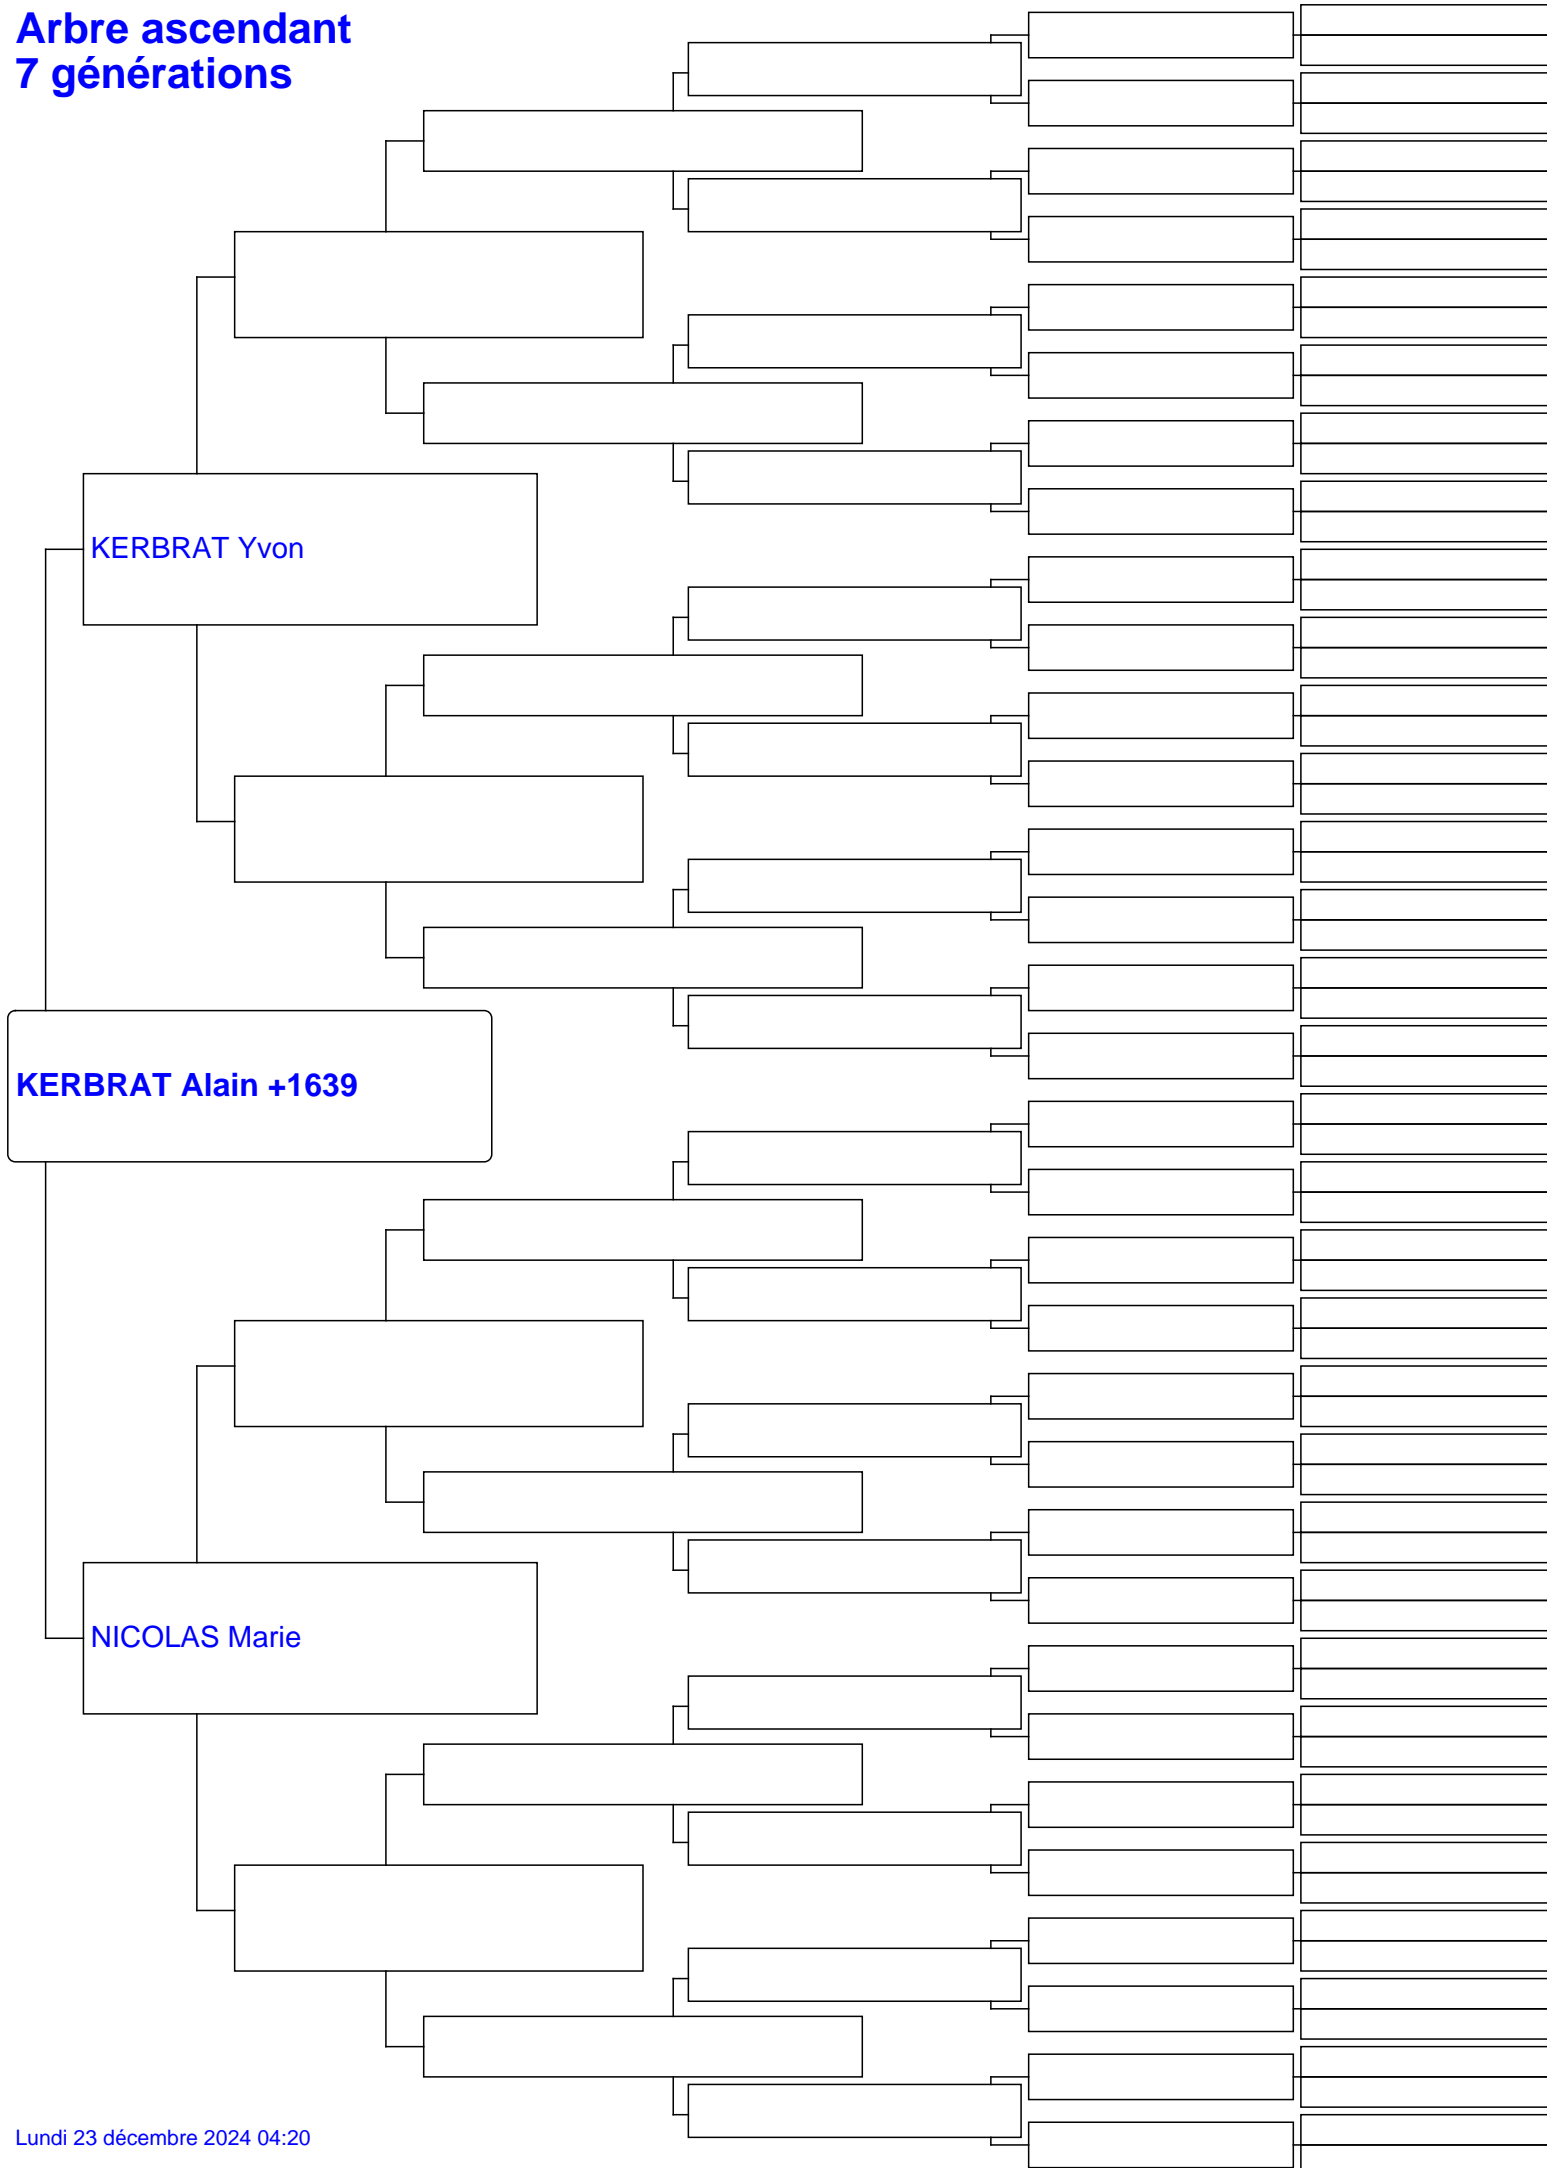 Arbre ascendant
7 générations
KERBRAT Yvon
KERBRAT Alain +1639
NICOLAS Marie
Lundi 23 décembre 2024 04:20